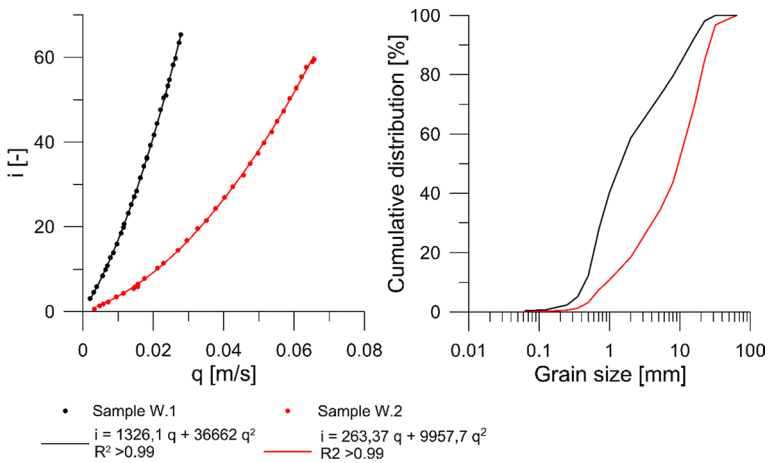 60
40
20
0
i [-]
0
0.02
0.04
0.06
0.08
q [m/s]
100
80
60
40
20
0
Cumulative distribution [%]
0.01
0.1
1
10
100
Grain size [mm]
Sample W.1
i = 1326,1 q + 36662 q²
R² >0.99
Sample W.2
i = 263,37 q + 9957,7 q²
R2 >0.99